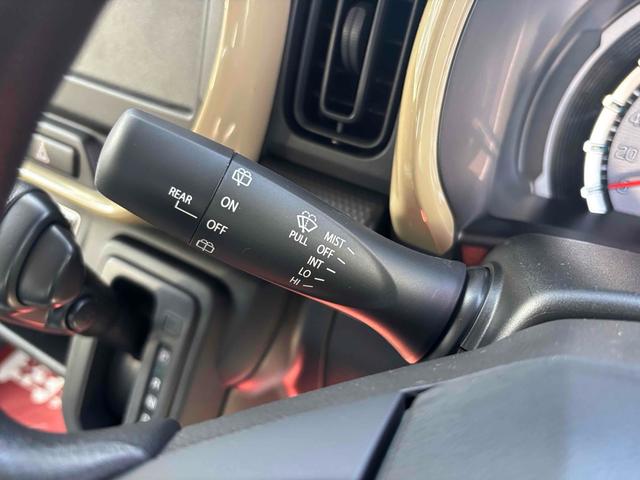 REAR
ON
OFF
PULL
MIST
OFF
INT
LO
HI
20